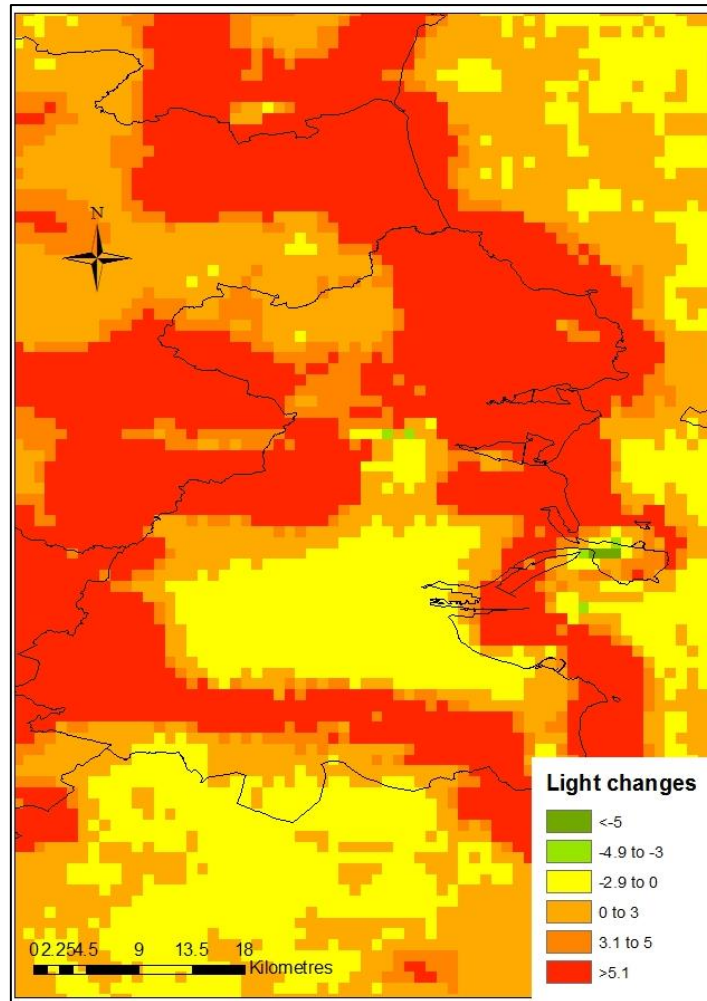 N
Light changes
<-5
-4.9 to -3
-2.9 to 0
0 to 3
3.1 to 5
>5.1
0 2.25 4.5 9 13.5 18
Kilometres